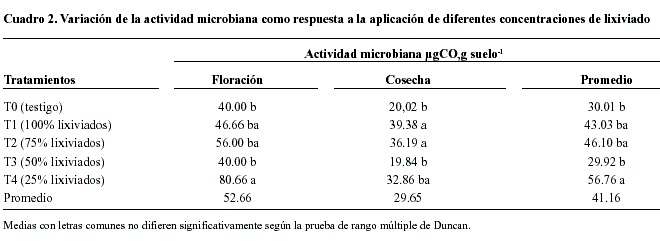 Cuadro 2. Variación de la actividad microbiana como respuesta a la aplicación de diferentes concentraciones de lixiviado
Actividad microbiana µgCO₂g suelo⁻¹
Tratamientos Floración Cosecha Promedio
T0 (testigo) 40.00 b 20,02 b 30.01 b
T1 (100% lixiviados) 46.66 ba 39.38 a 43.03 ba
T2 (75% lixiviados) 56.00 ba 36.19 a 46.10 ba
T3 (50% lixiviados) 40.00 b 19.84 b 29.92 b
T4 (25% lixiviados) 80.66 a 32.86 ba 56.76 a
Promedio 52.66 29.65 41.16
Medias con letras comunes no difieren significativamente según la prueba de rango múltiple de Duncan.